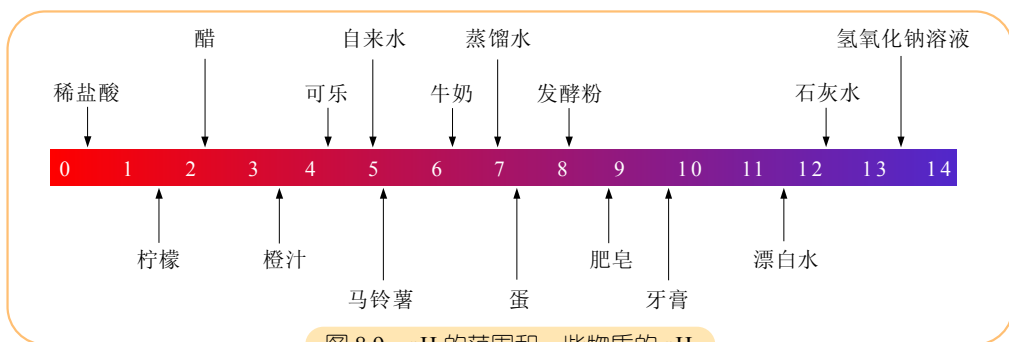 醋 自来水 蒸馏水 氢氧化钠溶液
稀盐酸 可乐 牛奶 发酵粉 石灰水
0 1 2 3 4 5 6 7 8 9 10 11 12 13 14
柠檬 橙汁 肥皂 漂白水
马铃薯 蛋 牙膏